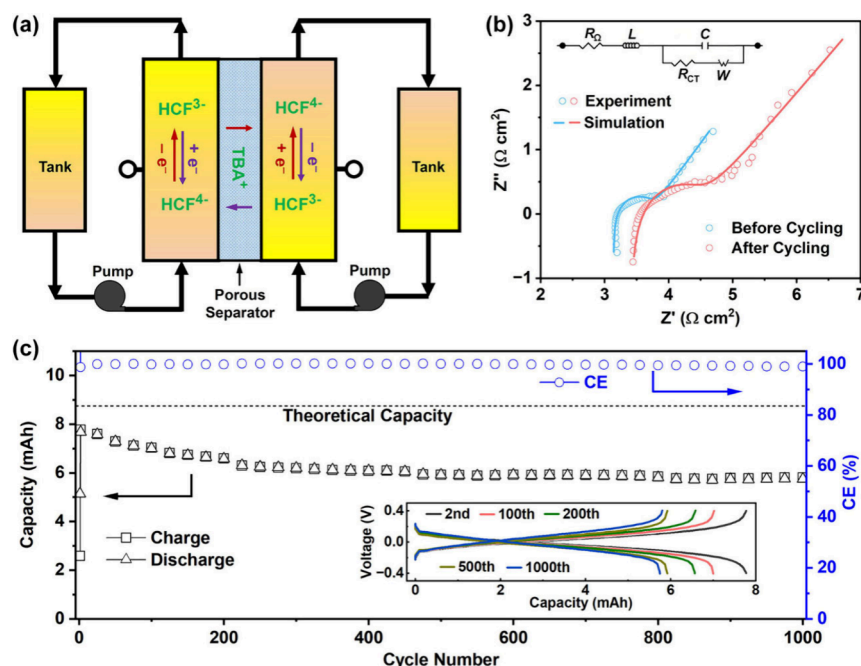 (a)
HCF3-
HCF4-
Tank
−e−
+e−
TBA+
+e−
−e−
Tank
HCF4-
HCF3-
Pump
Pump
Porous
Separator
(b)
RΩ
L
C
RCT
W
Experiment
Simulation
Before Cycling
After Cycling
Z'' (Ω cm2)
3
2
1
0
−1
2
3
4
5
6
7
Z' (Ω cm2)
(c)
CE
Theoretical Capacity
Charge
Discharge
Capacity (mAh)
10
8
6
4
2
0
CE (%)
100
80
60
40
20
0
0
200
400
600
800
1000
Cycle Number
2nd
100th
200th
500th
1000th
Voltage (V)
0.4
0.0
−0.4
0
2
4
6
8
Capacity (mAh)